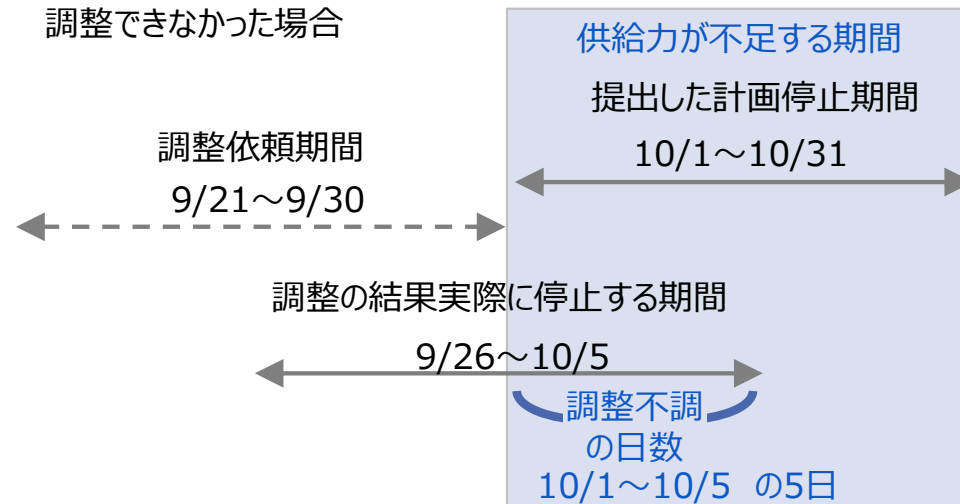 調整できなかった場合
供給力が不足する期間
提出した計画停止期間
10/1～10/31
調整依頼期間
9/21～9/30
調整の結果実際に停止する期間
9/26～10/5
調整不調
の日数
10/1～10/5 の5日